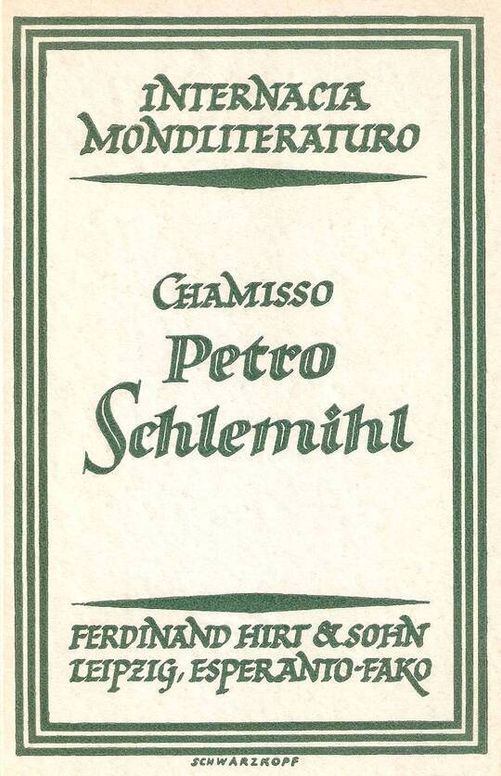 INTERNACIA
MONDLITERATURO
CHAMISSO
Petro
Schlemihl
FERDINAND HIRT & SOHN
LEIPZIG, ESPERANTO-FAKO
SCHWARZKOPF